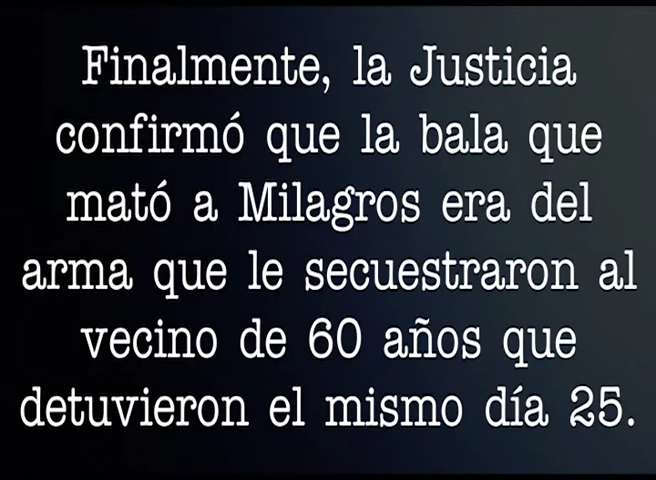 Finalmente, la Justicia
confirmó que la bala que
mató a Milagros era del
arma que le secuestraron al
vecino de 60 años que
detuvieron el mismo día 25.